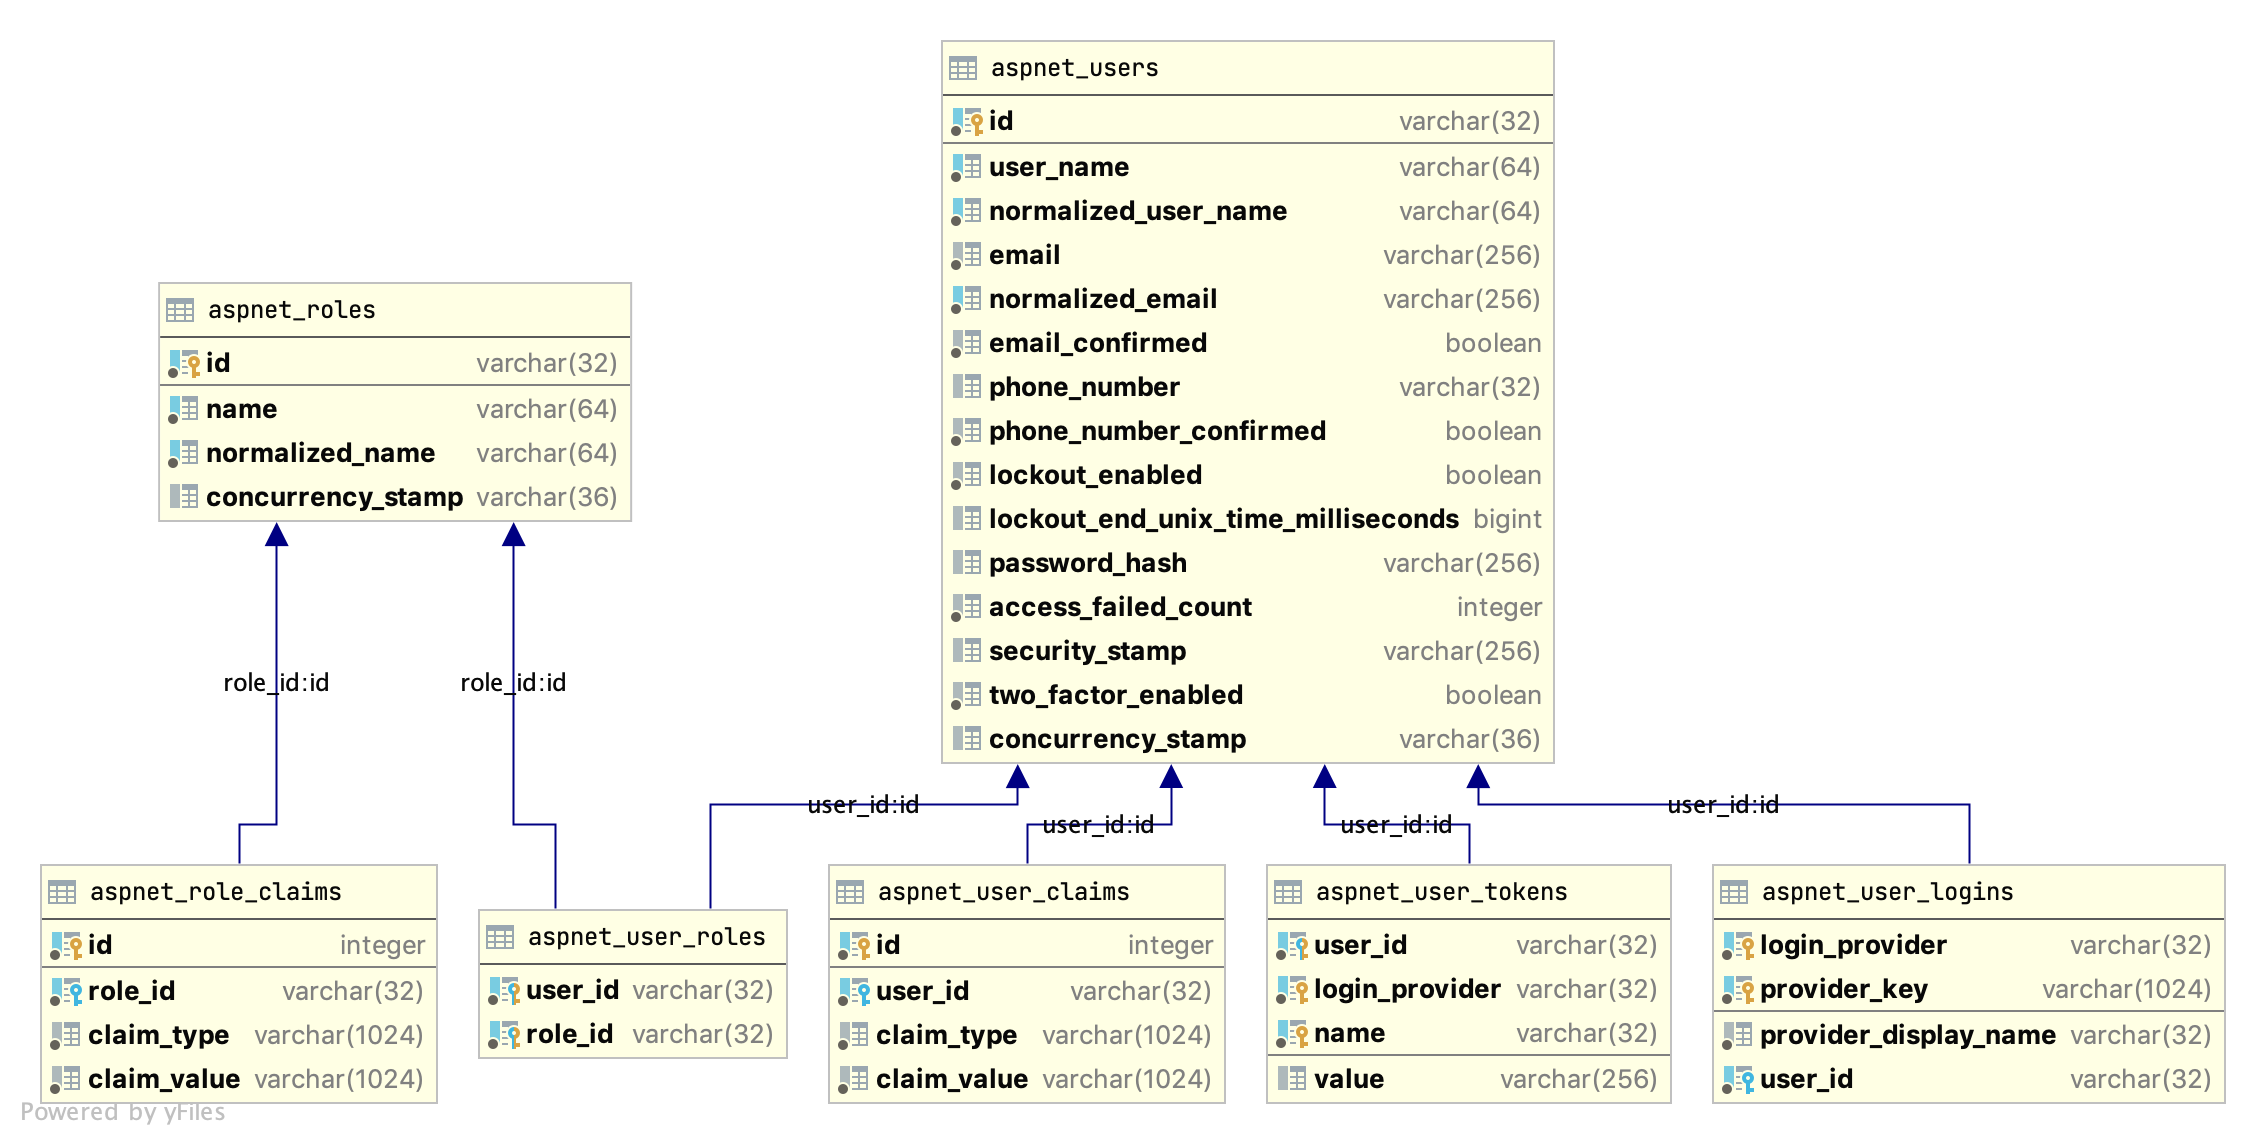 aspnet_users
id varchar(32)
user_name varchar(64)
normalized_user_name varchar(64)
email varchar(256)
normalized_email varchar(256)
email_confirmed boolean
phone_number varchar(32)
phone_number_confirmed boolean
lockout_enabled boolean
lockout_end_unix_time_milliseconds bigint
password_hash varchar(256)
access_failed_count integer
security_stamp varchar(256)
two_factor_enabled boolean
concurrency_stamp varchar(36)
aspnet_roles
id varchar(32)
name varchar(64)
normalized_name varchar(64)
concurrency_stamp varchar(36)
role_id:id
role_id:id
user_id:id
user_id:id
user_id:id
user_id:id
aspnet_role_claims
id integer
role_id varchar(32)
claim_type varchar(1024)
claim_value varchar(1024)
aspnet_user_roles
user_id varchar(32)
role_id varchar(32)
aspnet_user_claims
id integer
user_id varchar(32)
claim_type varchar(1024)
claim_value varchar(1024)
aspnet_user_tokens
user_id varchar(32)
login_provider varchar(32)
name varchar(32)
value varchar(256)
aspnet_user_logins
login_provider varchar(32)
provider_key varchar(1024)
provider_display_name varchar(32)
user_id varchar(32)
Powered by yFiles